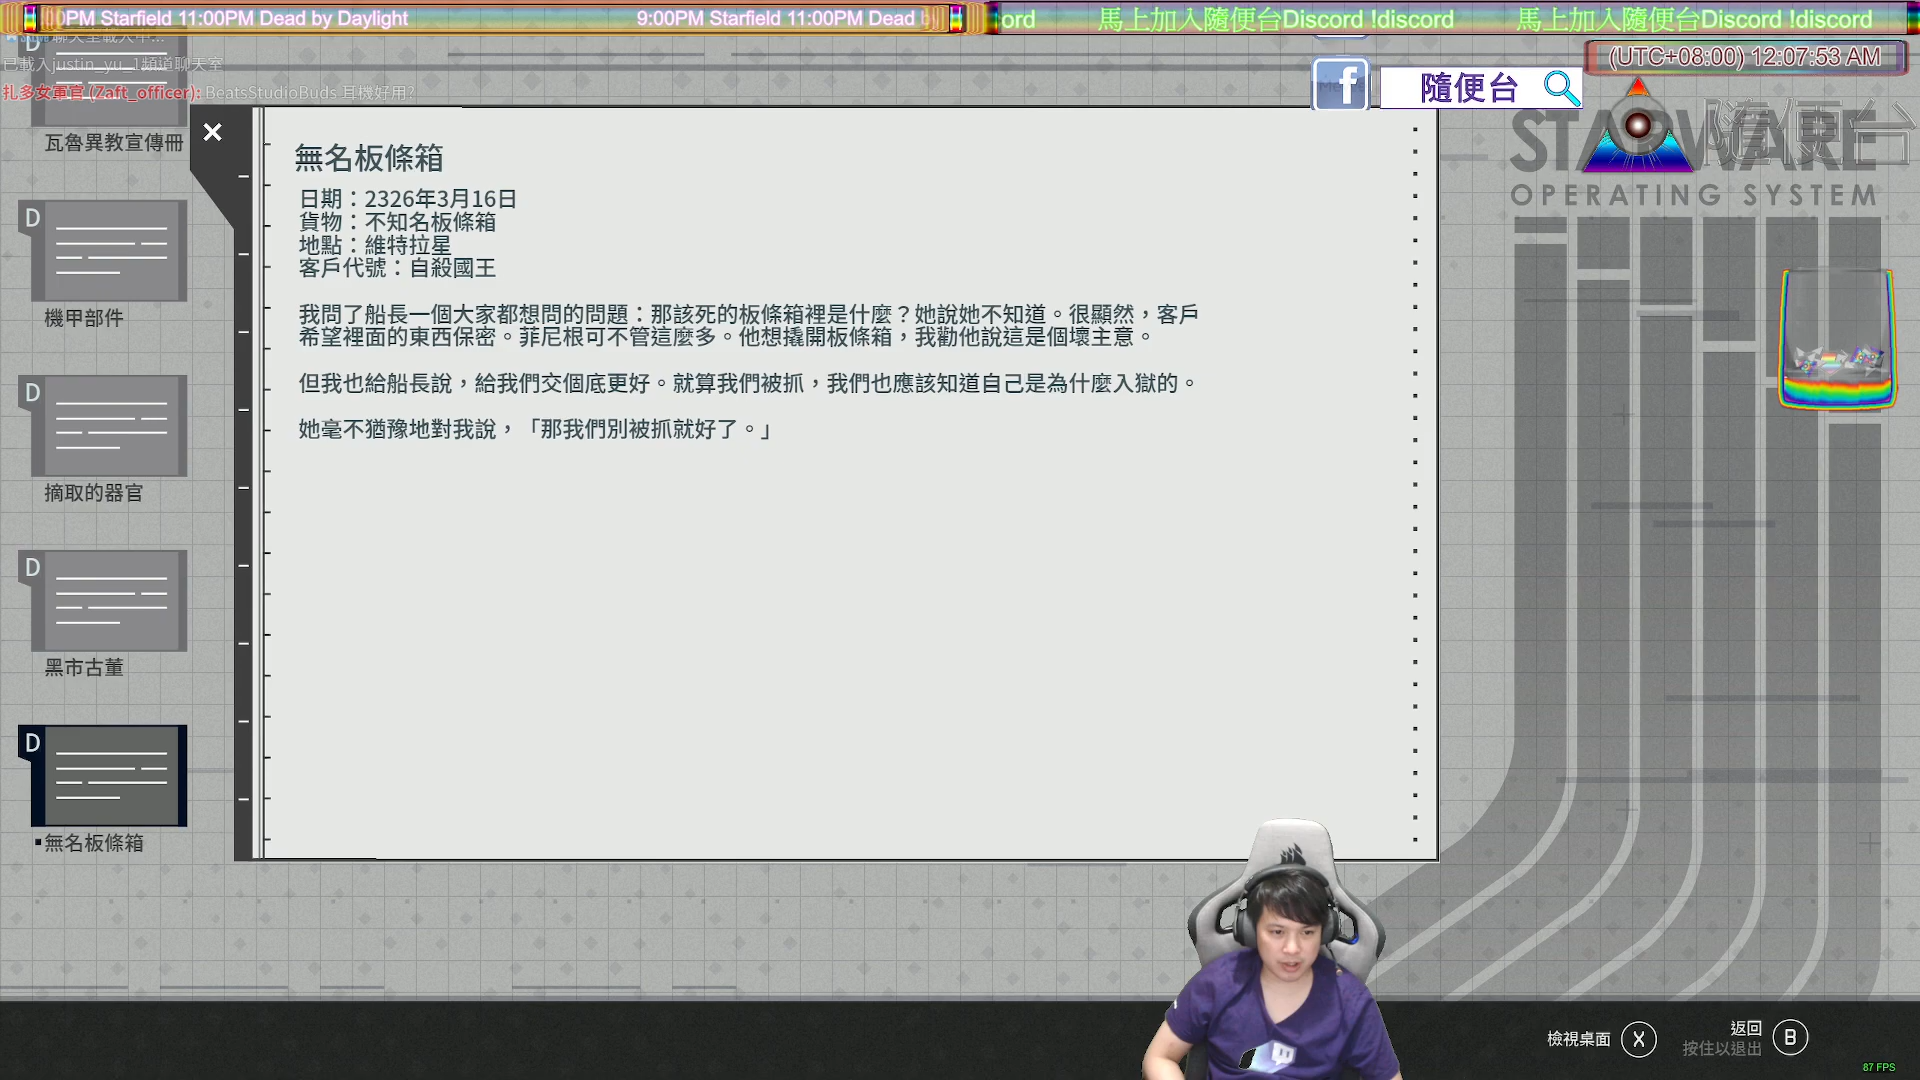 00PM Starfield 11:00PM Dead by Daylight
9:00PM Starfield 11:00PM Dead
ord
馬上加入隨便台Discord !discord
馬上加入隨便台Discord !discord
(UTC+08:00) 12:07:53 AM
已載入justin_yu_1頻道聊天室
扎多女軍官 (Zaft_officer): BeatsStudioBuds 耳機好用?
隨便台
隨便台
STARWARE
OPERATING SYSTEM
D
瓦魯異教宣傳冊
D
機甲部件
D
摘取的器官
D
黑市古董
D
無名板條箱
無名板條箱
日期：2326年3月16日
貨物：不知名板條箱
地點：維特拉星
客戶代號：自殺國王
我問了船長一個大家都想問的問題：那該死的板條箱裡是什麼？她說她不知道。很顯然，客戶
希望裡面的東西保密。菲尼根可不管這麼多。他想撬開板條箱，我勸他說這是個壞主意。
但我也給船長說，給我們交個底更好。就算我們被抓，我們也應該知道自己是為什麼入獄的。
她毫不猶豫地對我說，「那我們別被抓就好了。」
檢視桌面 X
返回
按住以退出 B
87 FPS